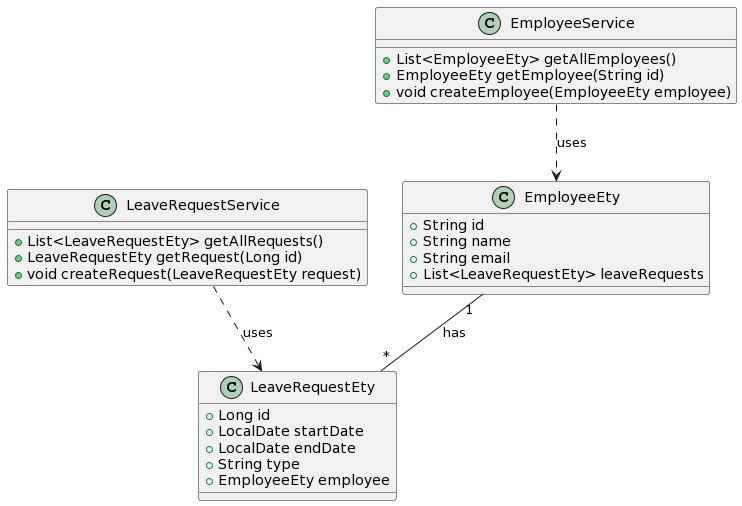 C EmployeeService
List<EmployeeEty> getAllEmployees()
EmployeeEty getEmployee(String id)
void createEmployee(EmployeeEty employee)
uses
C LeaveRequestService
List<LeaveRequestEty> getAllRequests()
LeaveRequestEty getRequest(Long id)
void createRequest(LeaveRequestEty request)
C EmployeeEty
String id
String name
String email
List<LeaveRequestEty> leaveRequests
uses
1
has
*
C LeaveRequestEty
Long id
LocalDate startDate
LocalDate endDate
String type
EmployeeEty employee